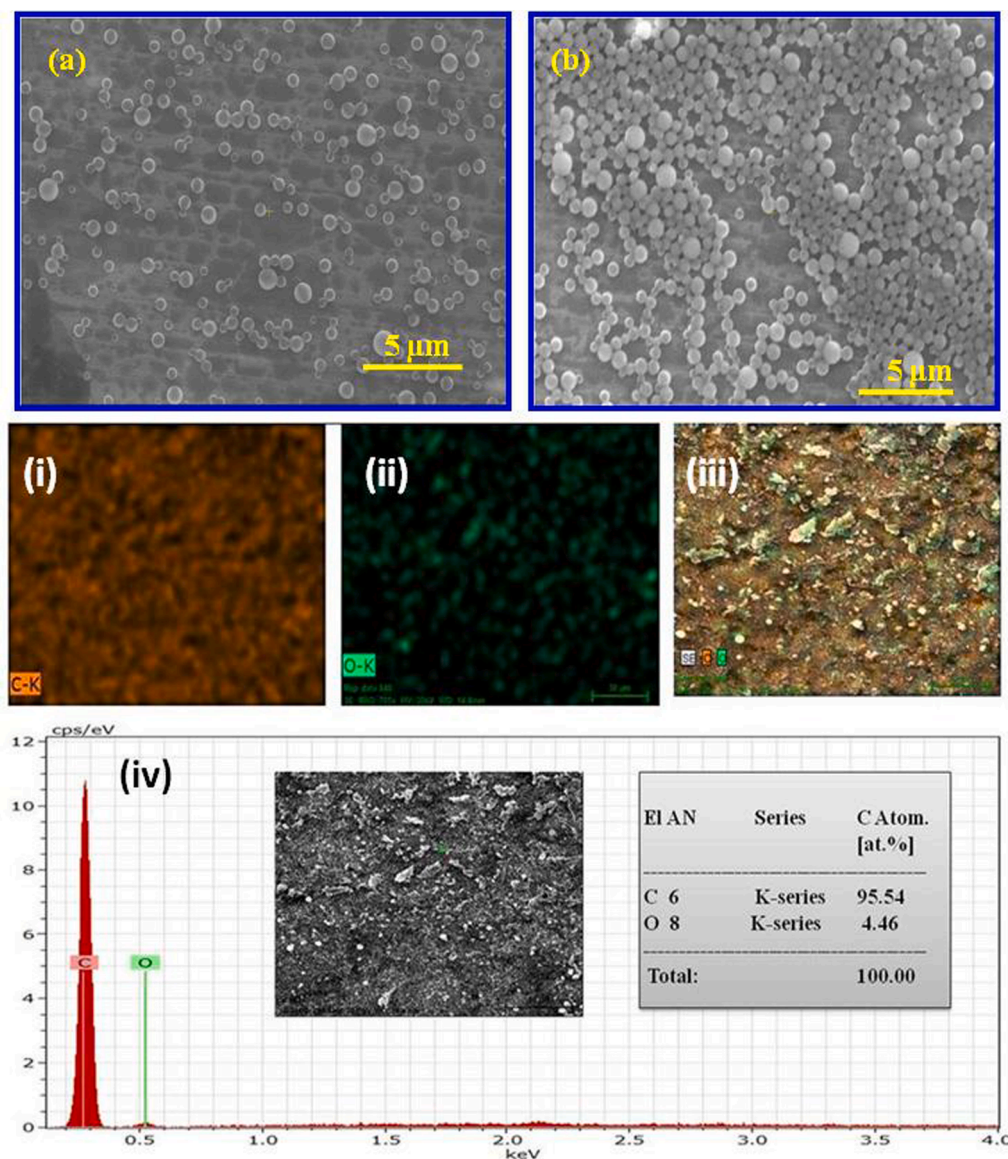 (a)
5 µm
(b)
5 µm
(i)
C-K
(ii)
O-K
(iii)
SE
cps/eV
(iv)
12
10
8
6
4
2
0
C
O
El AN Series C Atom.
[at.%]
C 6 K-series 95.54
O 8 K-series 4.46
Total: 100.00
0.5 1.0 1.5 2.0 2.5 3.0 3.5 4.0
keV